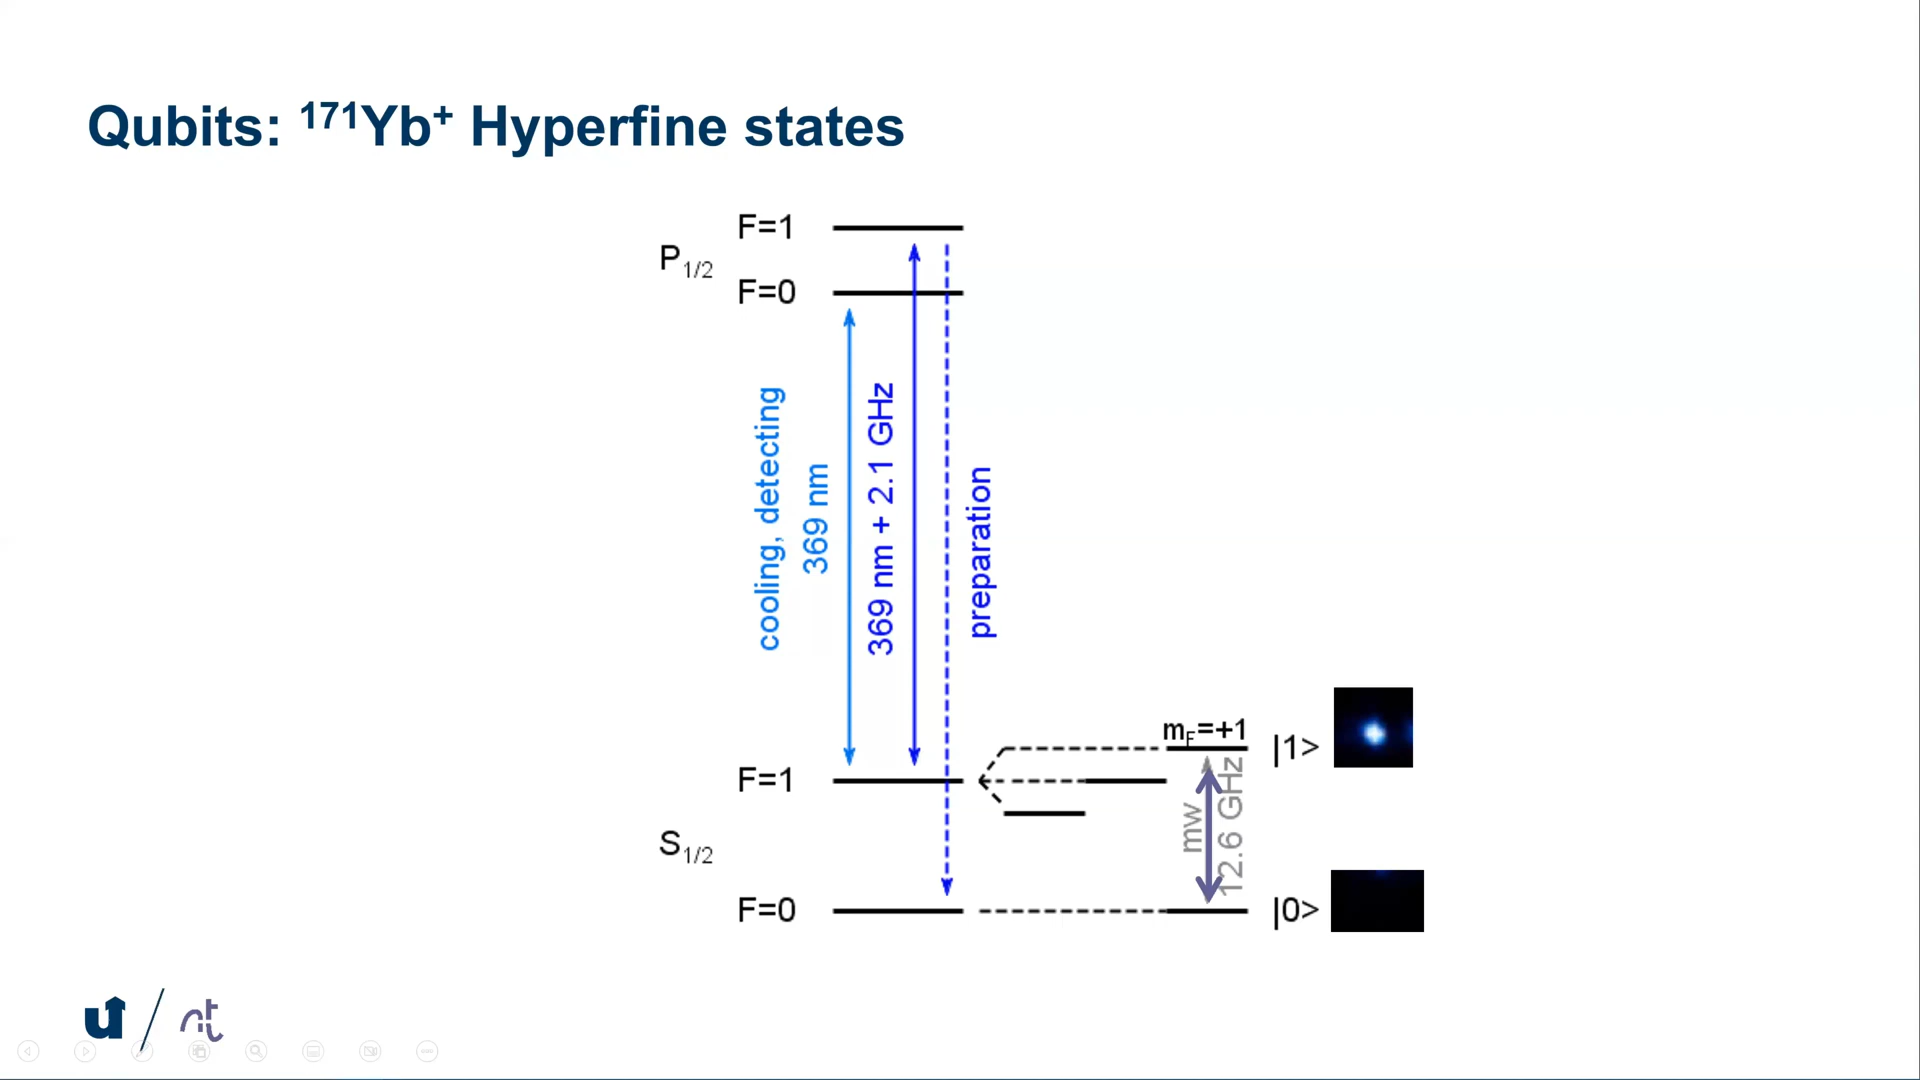 Qubits: ¹⁷¹Yb⁺ Hyperfine states
F=1
P₁/₂
F=0
cooling, detecting
369 nm
369 nm + 2.1 GHz
preparation
mF=+1
|1>
F=1
mw
12.6 GHz
S₁/₂
F=0
|0>